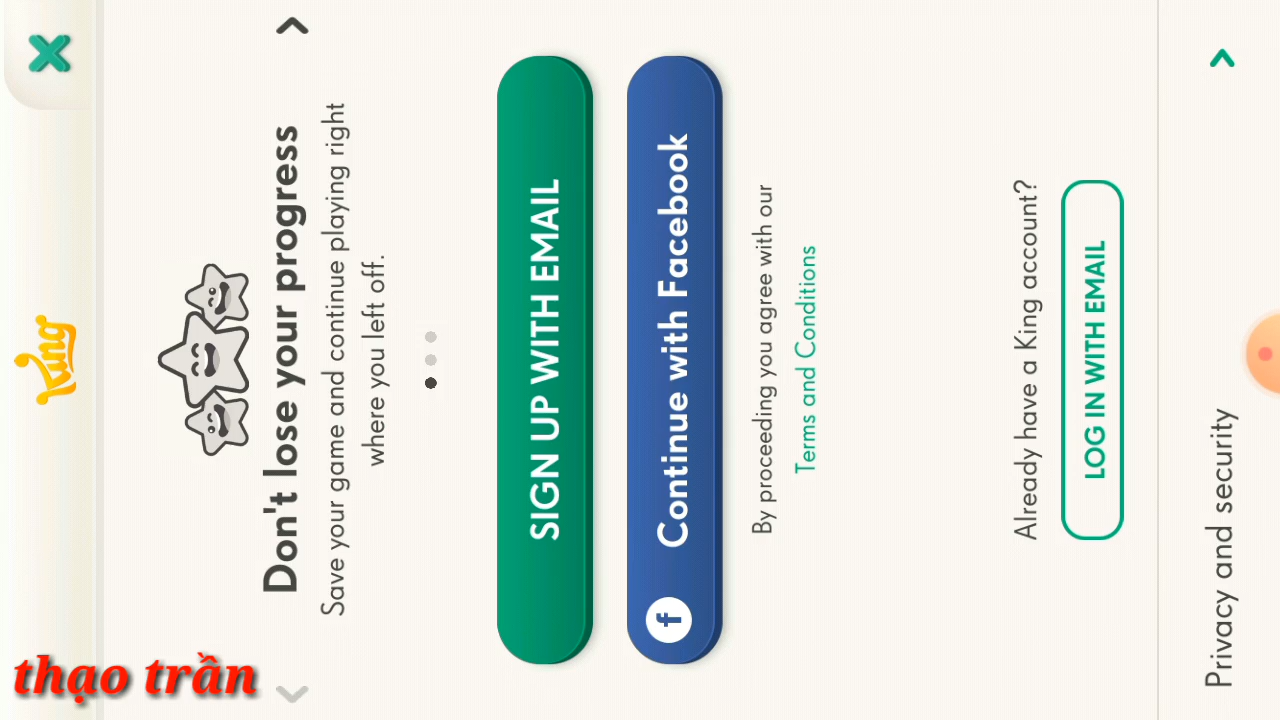 King
Don't lose your progress
Save your game and continue playing right
where you left off.
SIGN UP WITH EMAIL
f Continue with Facebook
By proceeding you agree with our
Terms and Conditions
Already have a King account?
LOG IN WITH EMAIL
Privacy and security
thạo trần